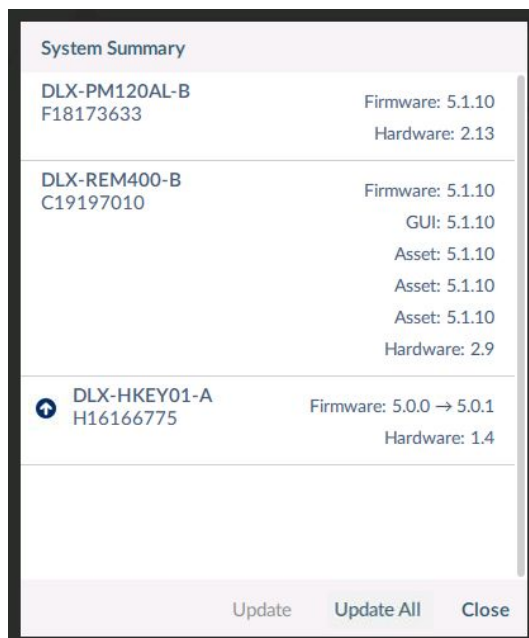 System Summary
DLX-PM120AL-B
F18173633
Firmware: 5.1.10
Hardware: 2.13
DLX-REM400-B
C19197010
Firmware: 5.1.10
GUI: 5.1.10
Asset: 5.1.10
Asset: 5.1.10
Asset: 5.1.10
Hardware: 2.9
DLX-HKEY01-A
H16166775
Firmware: 5.0.0 → 5.0.1
Hardware: 1.4
Update Update All Close